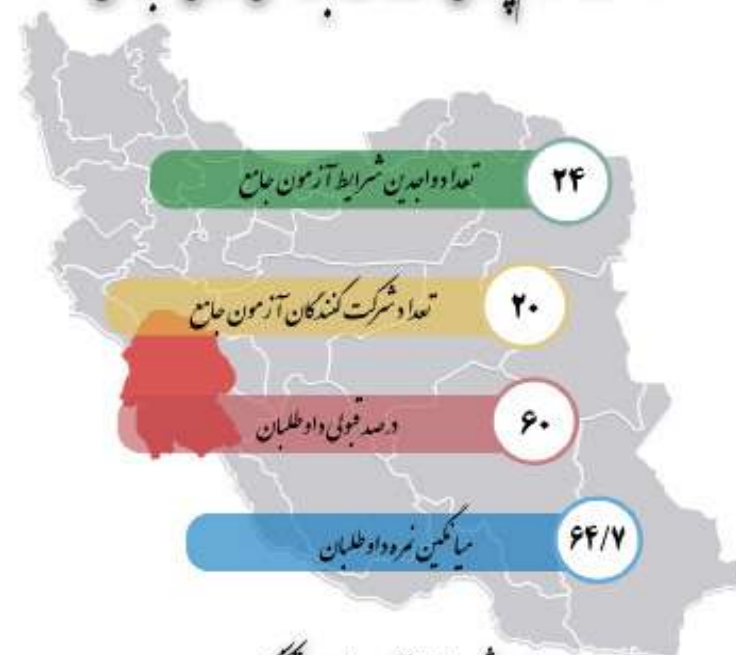 تعداد واجدین شرایط آزمون جامع
۲۴
تعداد شرکت کنندگان آزمون جامع
۲۰
درصد قبولی داوطلبان
۶۰
میانگین نمره داوطلبان
۶۴/۷